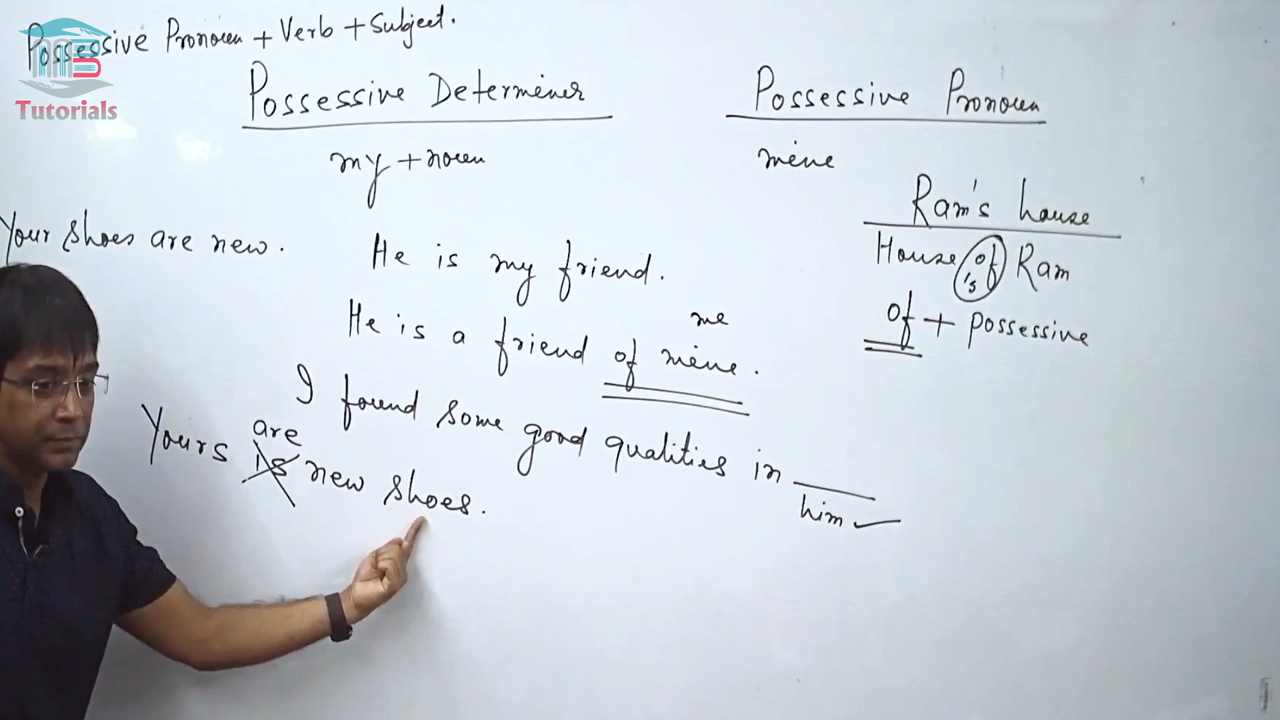 Possessive Pronoun + Verb + Subject.
Tutorials
Possessive Determiner
Possessive Pronoun
my + noun
mine
Ram's house
Your shoes are new.
He is my friend.
House of Ram
's
me
He is a friend of mine.
of + possessive
I found some good qualities in ____
him ✓
are
Yours is new shoes.